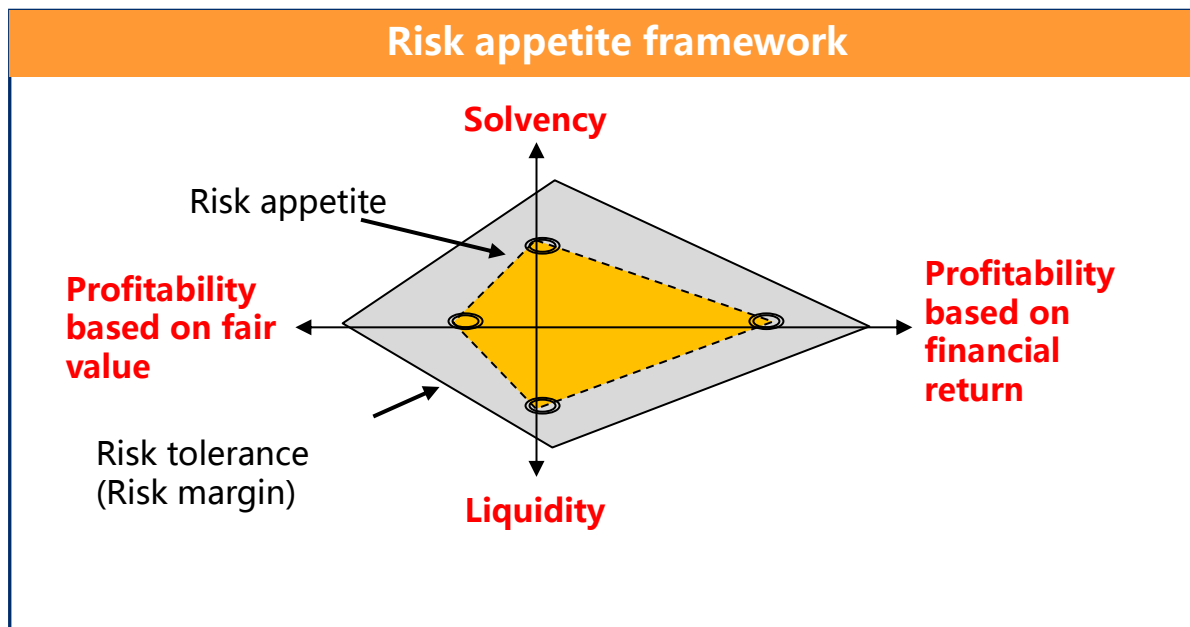 Risk appetite framework
Solvency
Risk appetite
Profitability
based on fair
value
Profitability
based on
financial
return
Risk tolerance
(Risk margin)
Liquidity